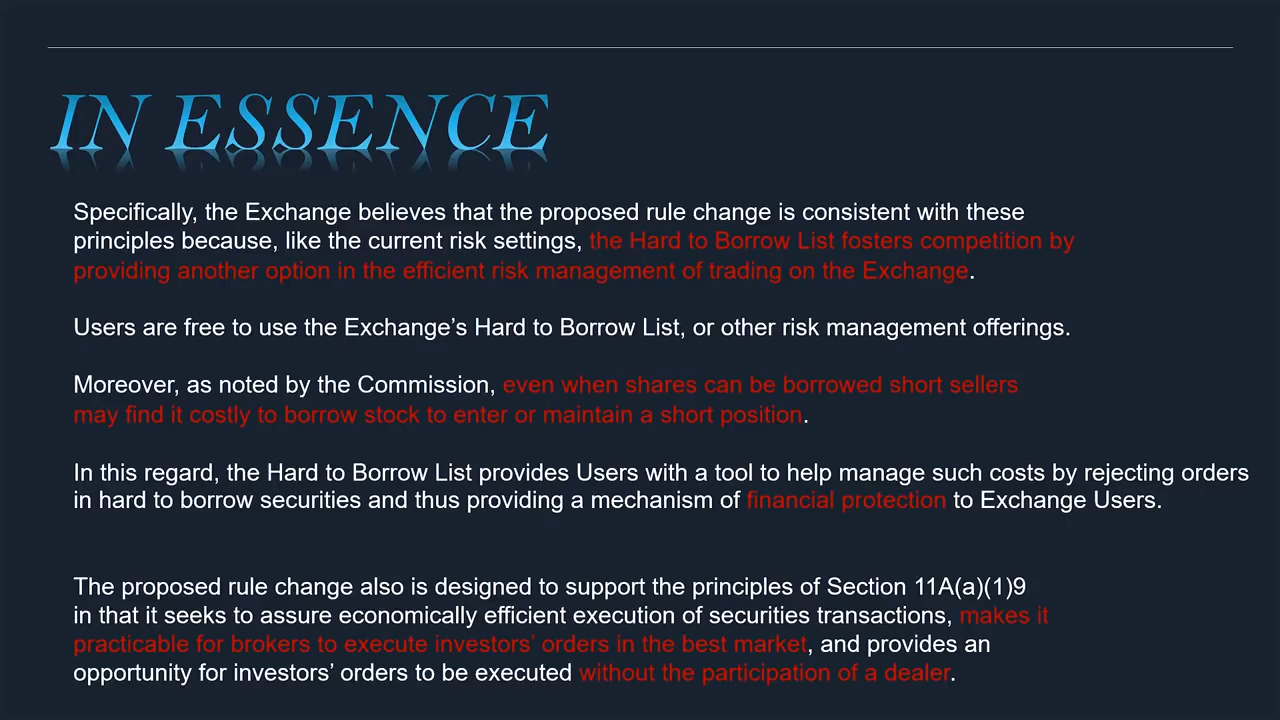 IN ESSENCE
Specifically, the Exchange believes that the proposed rule change is consistent with these
principles because, like the current risk settings, the Hard to Borrow List fosters competition by
providing another option in the efficient risk management of trading on the Exchange.
Users are free to use the Exchange’s Hard to Borrow List, or other risk management offerings.
Moreover, as noted by the Commission, even when shares can be borrowed short sellers
may find it costly to borrow stock to enter or maintain a short position.
In this regard, the Hard to Borrow List provides Users with a tool to help manage such costs by rejecting orders
in hard to borrow securities and thus providing a mechanism of financial protection to Exchange Users.
The proposed rule change also is designed to support the principles of Section 11A(a)(1)9
in that it seeks to assure economically efficient execution of securities transactions, makes it
practicable for brokers to execute investors’ orders in the best market, and provides an
opportunity for investors’ orders to be executed without the participation of a dealer.